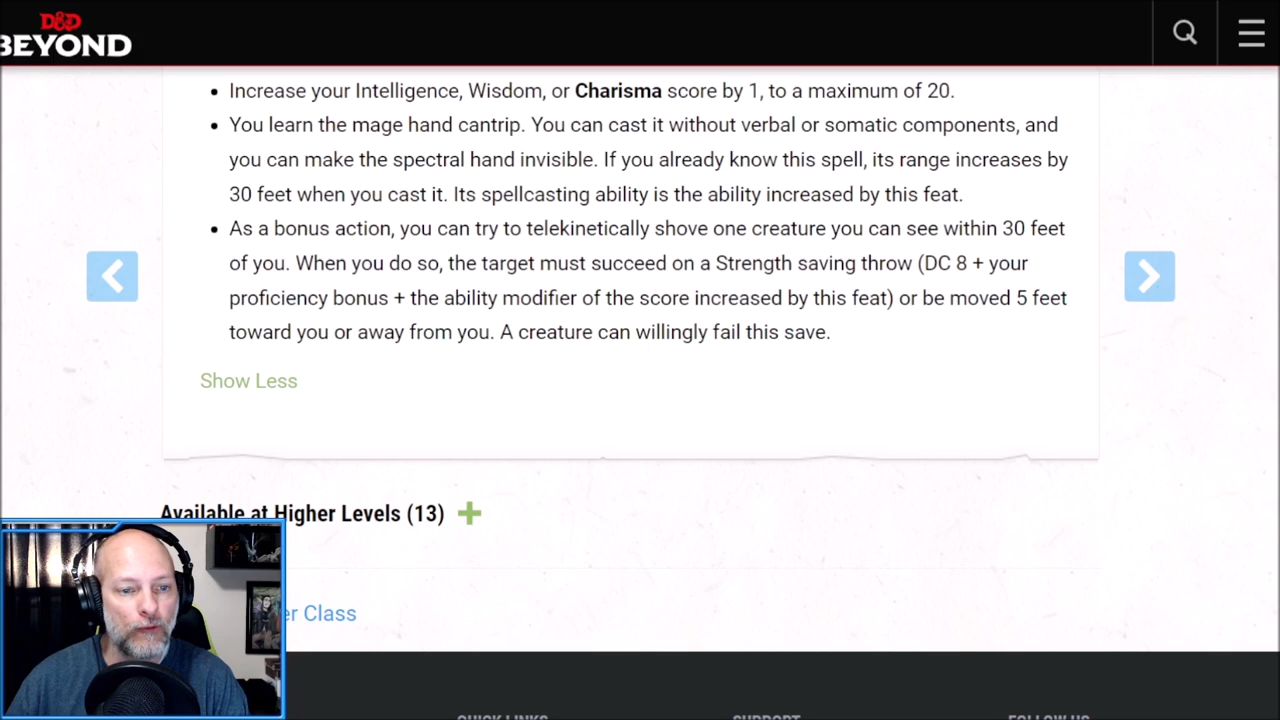 D&D
BEYOND
Increase your Intelligence, Wisdom, or Charisma score by 1, to a maximum of 20.
You learn the mage hand cantrip. You can cast it without verbal or somatic components, and
you can make the spectral hand invisible. If you already know this spell, its range increases by
30 feet when you cast it. Its spellcasting ability is the ability increased by this feat.
As a bonus action, you can try to telekinetically shove one creature you can see within 30 feet
of you. When you do so, the target must succeed on a Strength saving throw (DC 8 + your
proficiency bonus + the ability modifier of the score increased by this feat) or be moved 5 feet
toward you or away from you. A creature can willingly fail this save.
Show Less
Available at Higher Levels (13)
er Class
QUICK LINKS SUPPORT FOLLOW US